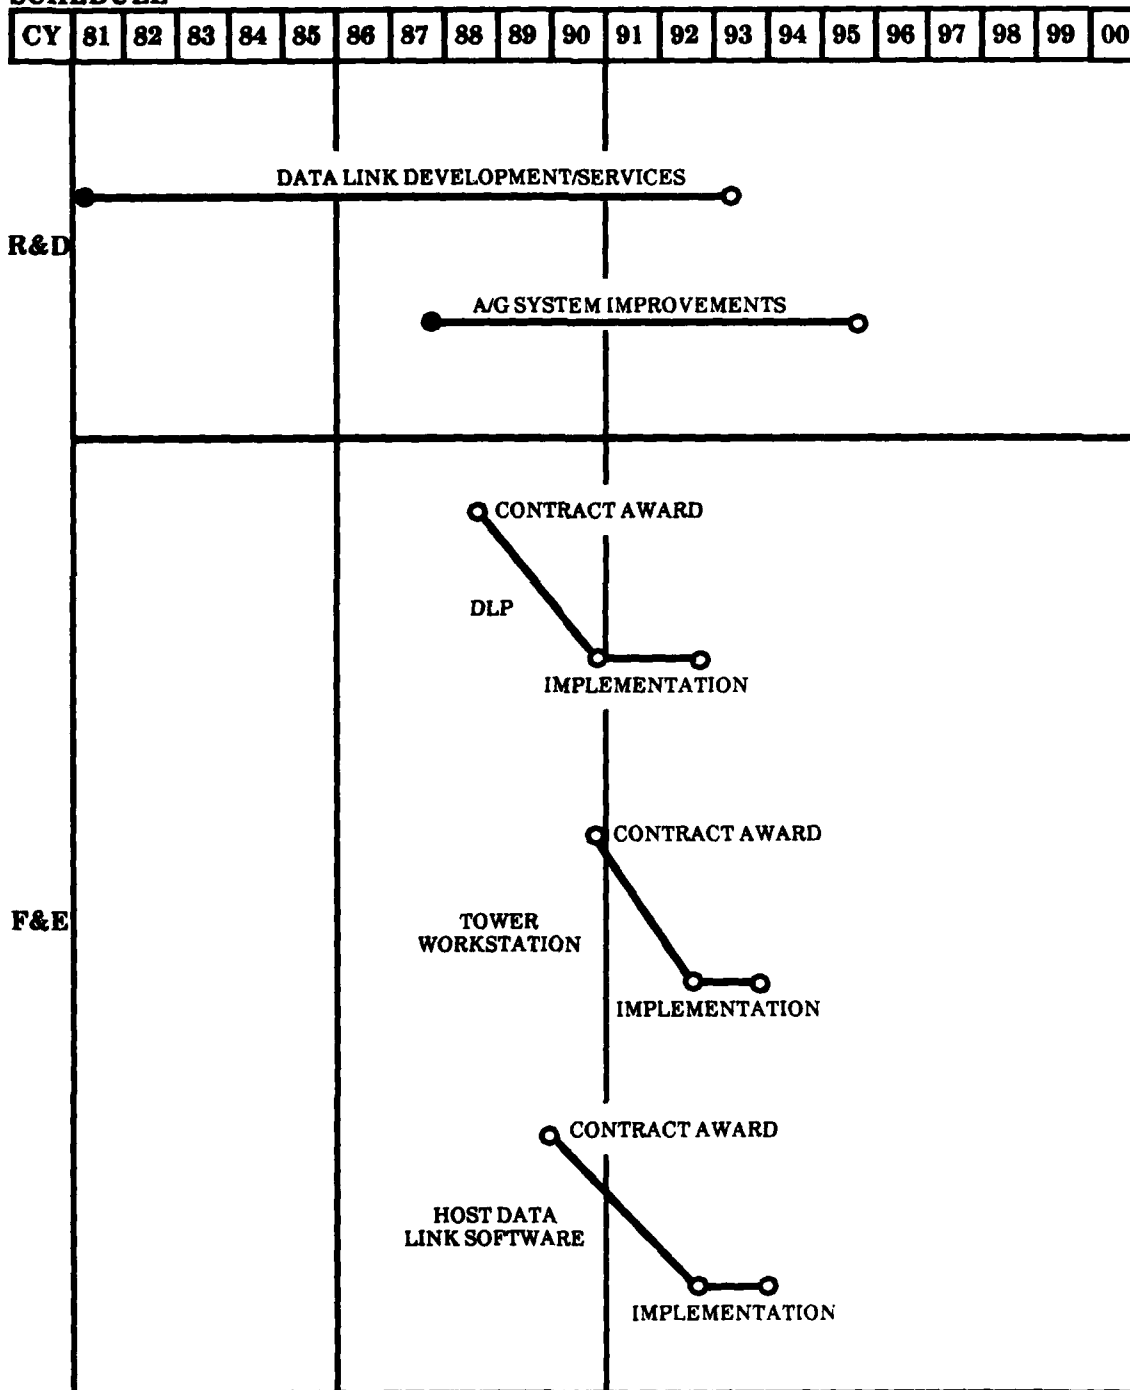 SCHEDULE
CY 81 82 83 84 85 86 87 88 89 90 91 92 93 94 95 96 97 98 99 00
DATA LINK DEVELOPMENT/SERVICES
R&D
A/G SYSTEM IMPROVEMENTS
CONTRACT AWARD
DLP
IMPLEMENTATION
CONTRACT AWARD
F&E
TOWER
WORKSTATION
IMPLEMENTATION
CONTRACT AWARD
HOST DATA
LINK SOFTWARE
IMPLEMENTATION